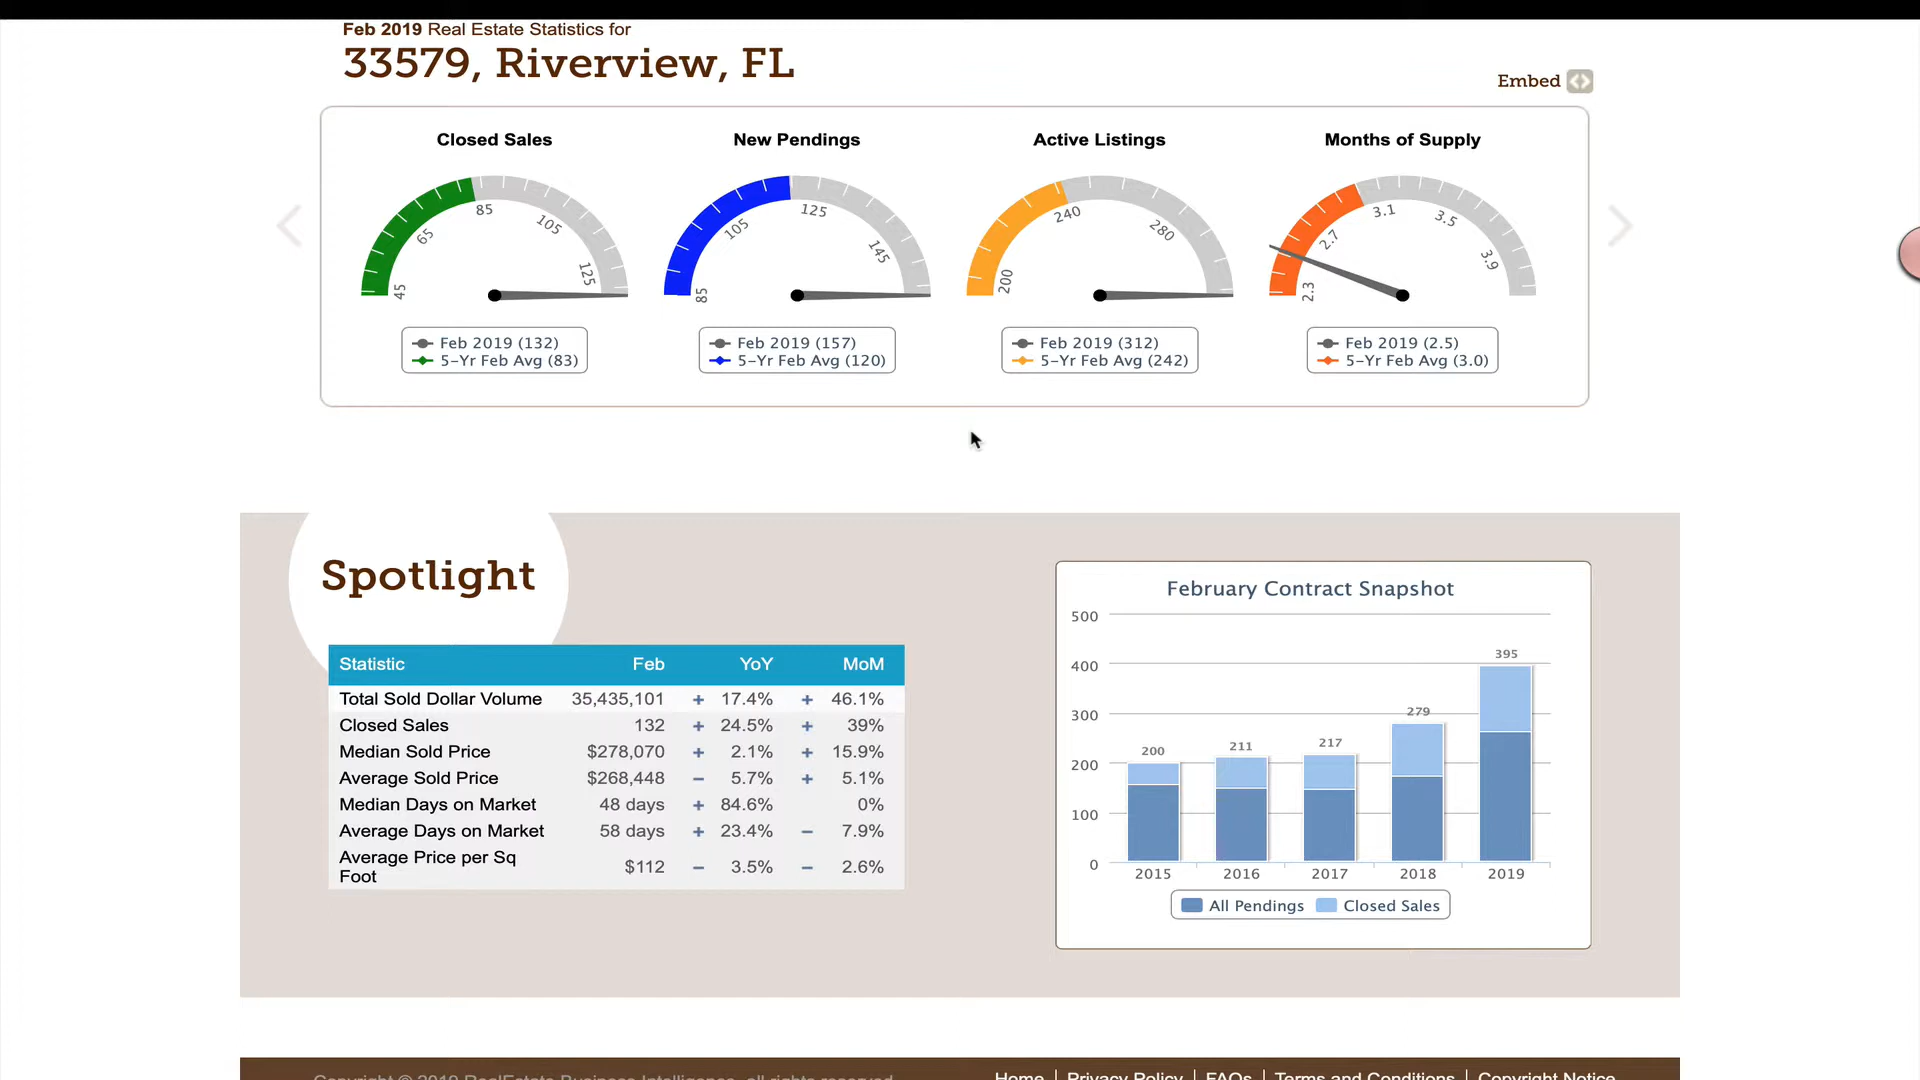 Feb 2019 Real Estate Statistics for
33579, Riverview, FL
Embed
Closed Sales
New Pendings
Active Listings
Months of Supply
45
65
85
105
125
85
105
125
145
200
240
280
2.3
2.7
3.1
3.5
3.9
Feb 2019 (132)
5-Yr Feb Avg (83)
Feb 2019 (157)
5-Yr Feb Avg (120)
Feb 2019 (312)
5-Yr Feb Avg (242)
Feb 2019 (2.5)
5-Yr Feb Avg (3.0)
Spotlight
Statistic Feb YoY MoM
Total Sold Dollar Volume 35,435,101 + 17.4% + 46.1%
Closed Sales 132 + 24.5% + 39%
Median Sold Price $278,070 + 2.1% + 15.9%
Average Sold Price $268,448 − 5.7% + 5.1%
Median Days on Market 48 days + 84.6% 0%
Average Days on Market 58 days + 23.4% − 7.9%
Average Price per Sq
Foot $112 − 3.5% − 2.6%
February Contract Snapshot
500
400
300
200
100
0
200
211
217
279
395
2015 2016 2017 2018 2019
All Pendings Closed Sales
Copyright © 2019 RealEstate Business Intelligence, all rights reserved
Home | Privacy Policy | FAQs | Terms and Conditions | Copyright Notice